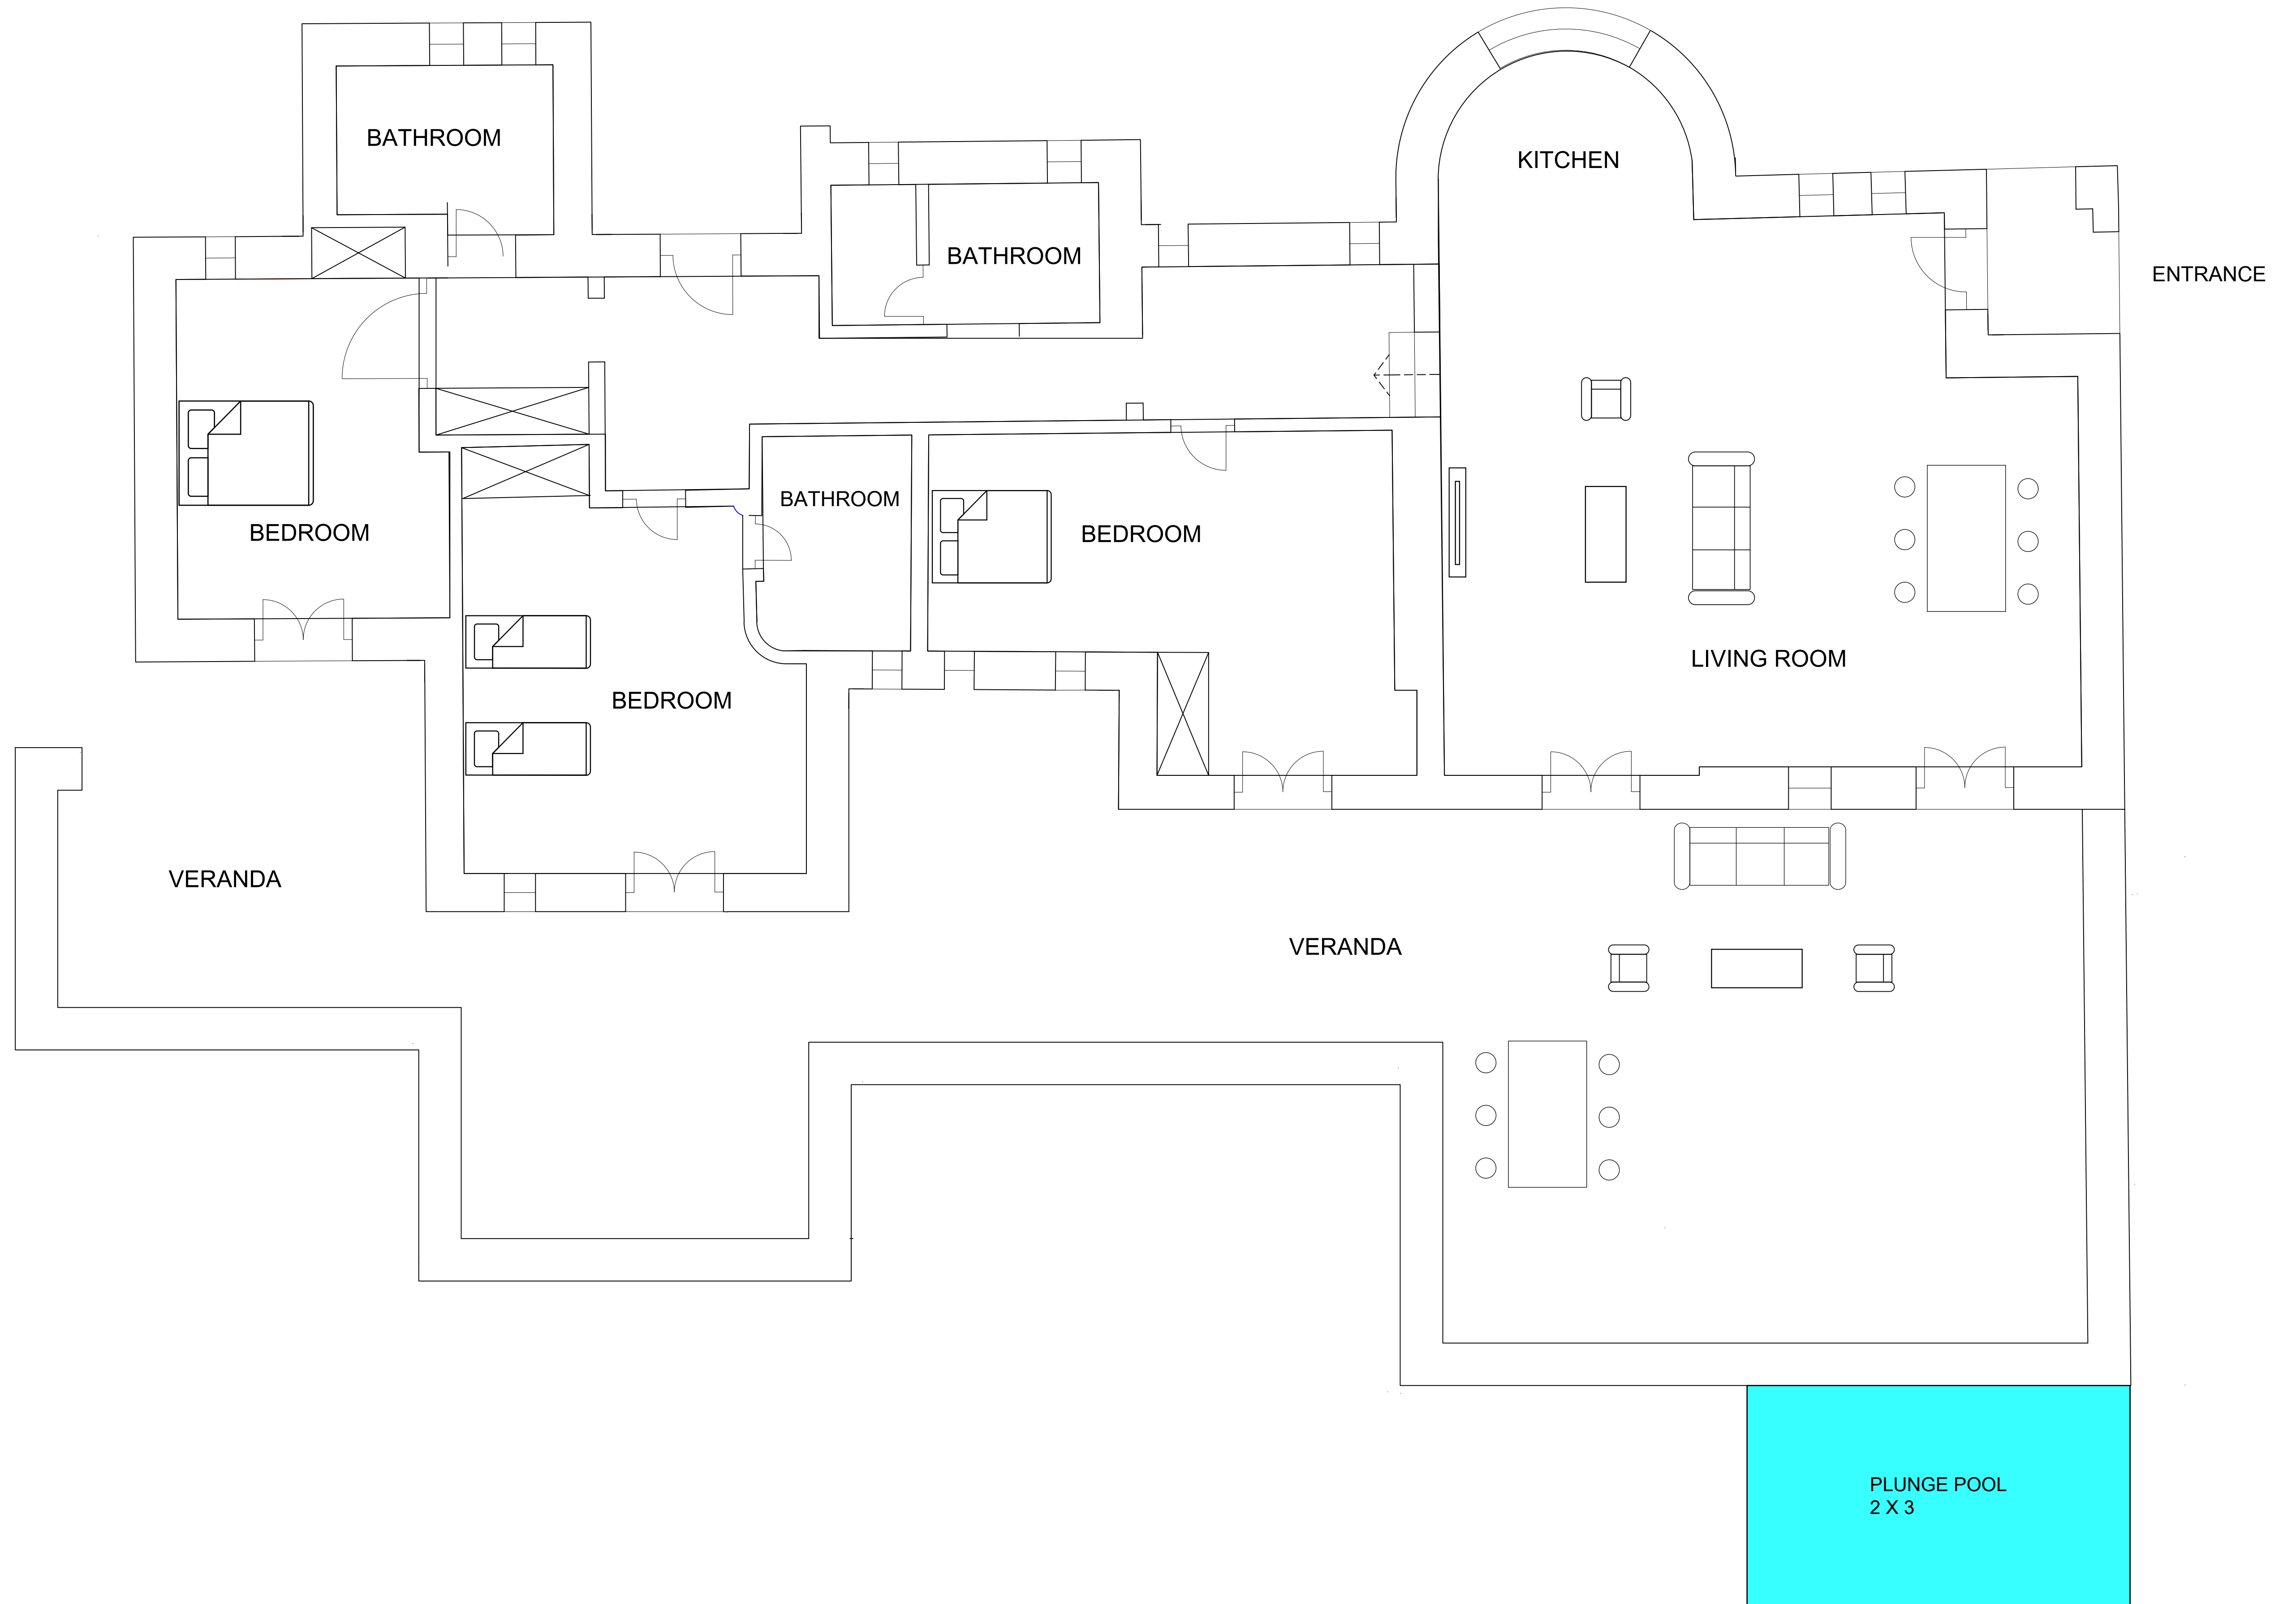 BATHROOM
KITCHEN
BATHROOM
ENTRANCE
BATHROOM
BEDROOM
BEDROOM
LIVING ROOM
BEDROOM
VERANDA
VERANDA
PLUNGE POOL
2 X 3